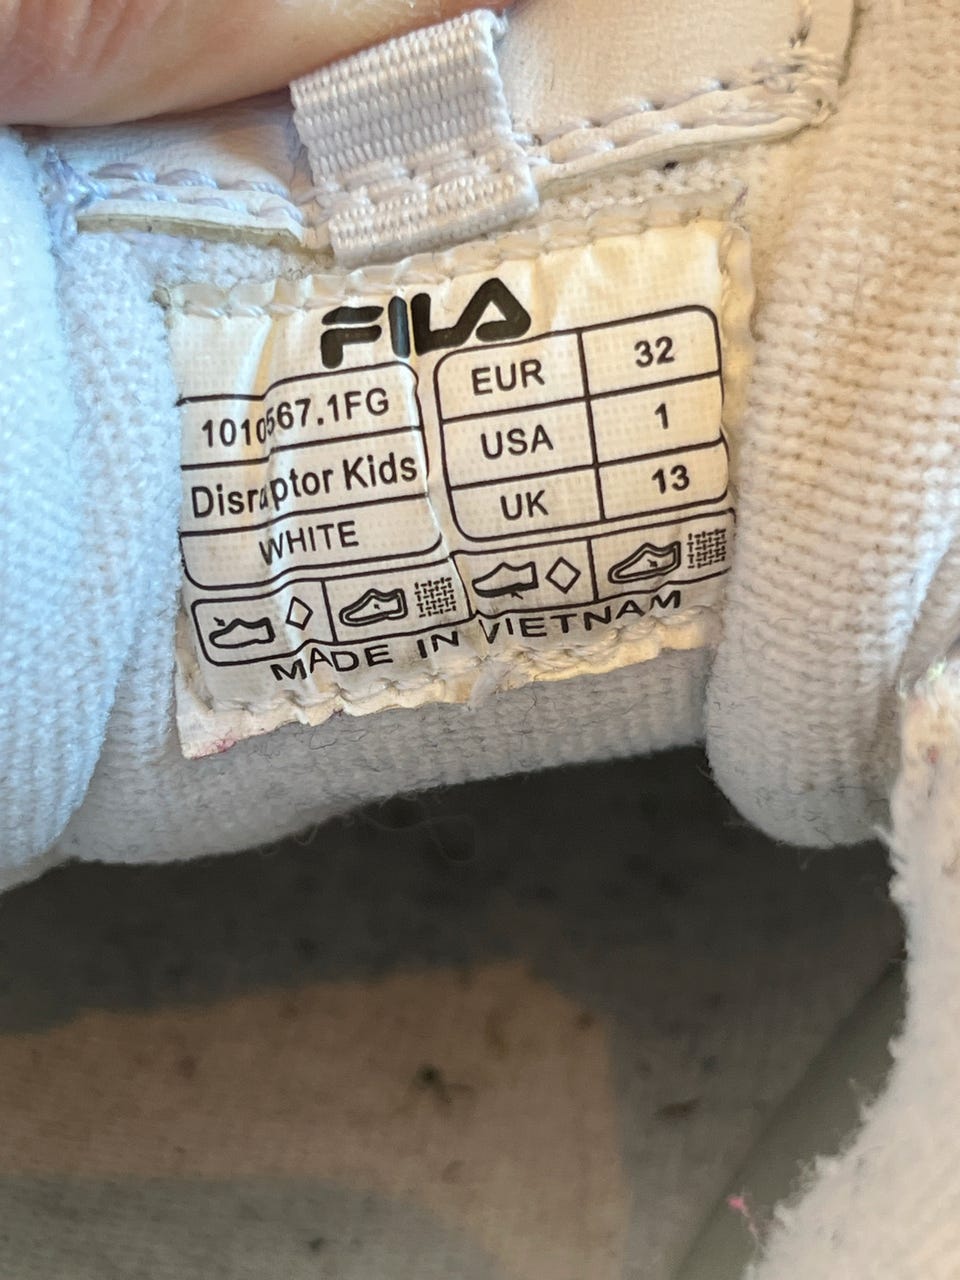 FILA
1010567.1FG
Disruptor Kids
WHITE
EUR 32
USA 1
UK 13
MADE IN VIETNAM